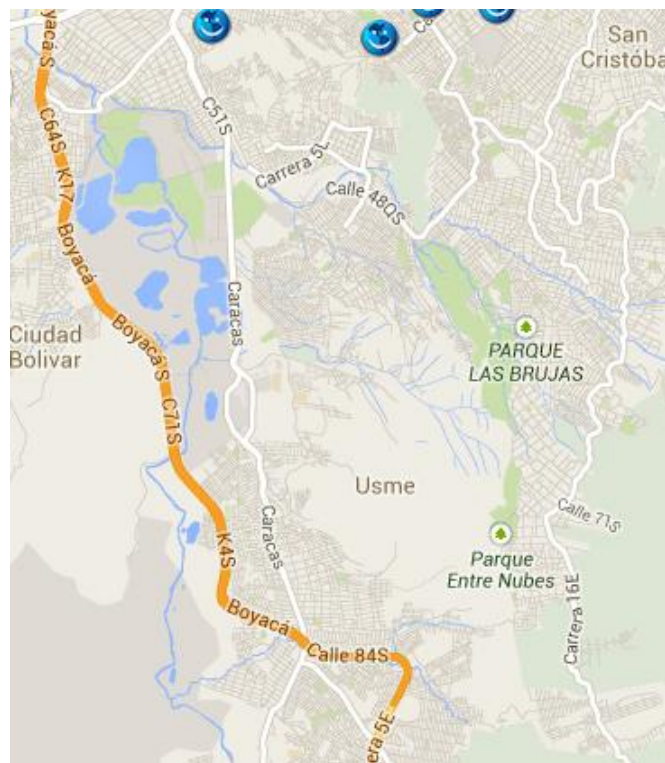 Boyacá S
San
Cristóba
C51S
C64S
K17
Carrera 5L
Calle 48QS
Boyacá
Caracas
Ciudad
Bolivar
Boyacá S
PARQUE
LAS BRUJAS
C71S
Usme
Calle 71S
Caracas
K4S
Parque
Entre Nubes
Boyacá
Carrera 16E
Calle 84S
era 5E